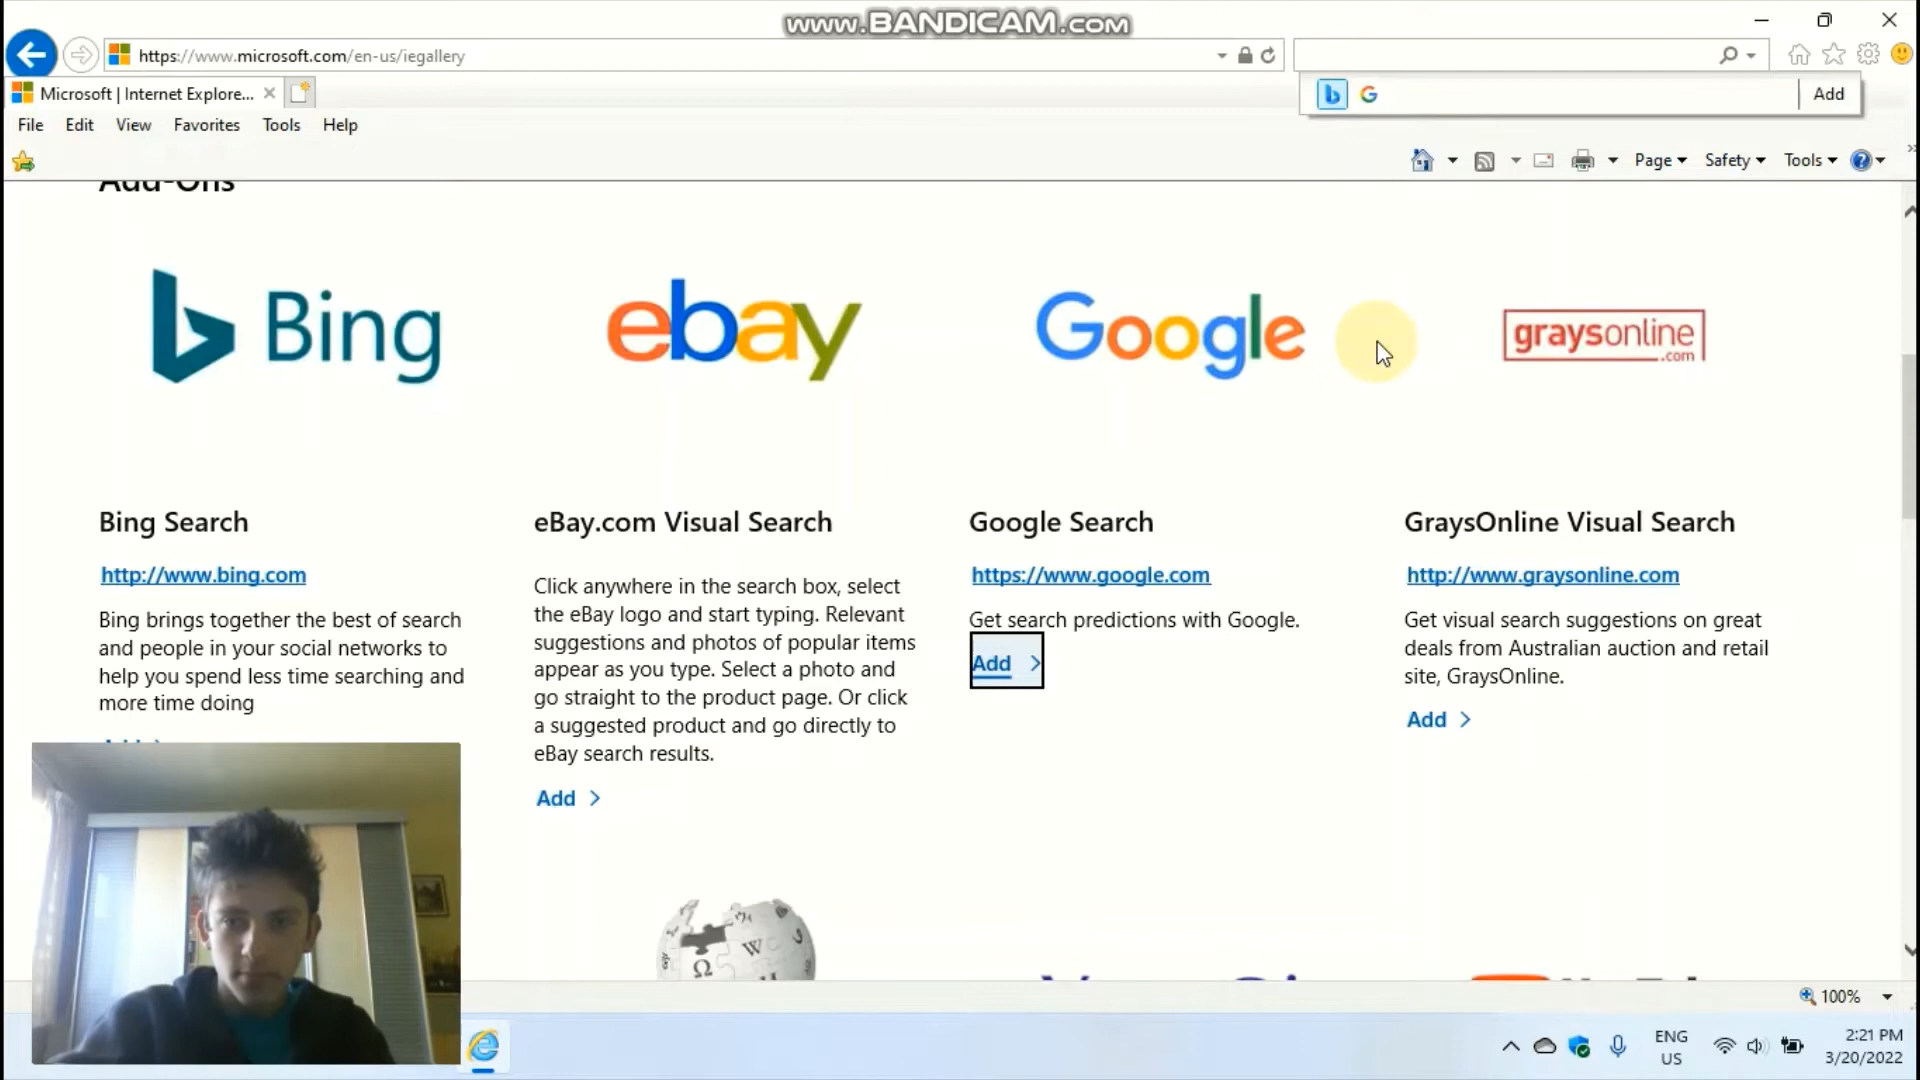 www.BANDICAM.com
https://www.microsoft.com/en-us/iegallery
Microsoft | Internet Explore...
Add
File Edit View Favorites Tools Help
Page Safety Tools
Add-Ons
Bing
ebay
Google
graysonline
.com
Bing Search
http://www.bing.com
Bing brings together the best of search
and people in your social networks to
help you spend less time searching and
more time doing
eBay.com Visual Search
Click anywhere in the search box, select
the eBay logo and start typing. Relevant
suggestions and photos of popular items
appear as you type. Select a photo and
go straight to the product page. Or click
a suggested product and go directly to
eBay search results.
Add
Google Search
https://www.google.com
Get search predictions with Google.
Add
GraysOnline Visual Search
http://www.graysonline.com
Get visual search suggestions on great
deals from Australian auction and retail
site, GraysOnline.
Add
100%
ENG
US
2:21 PM
3/20/2022